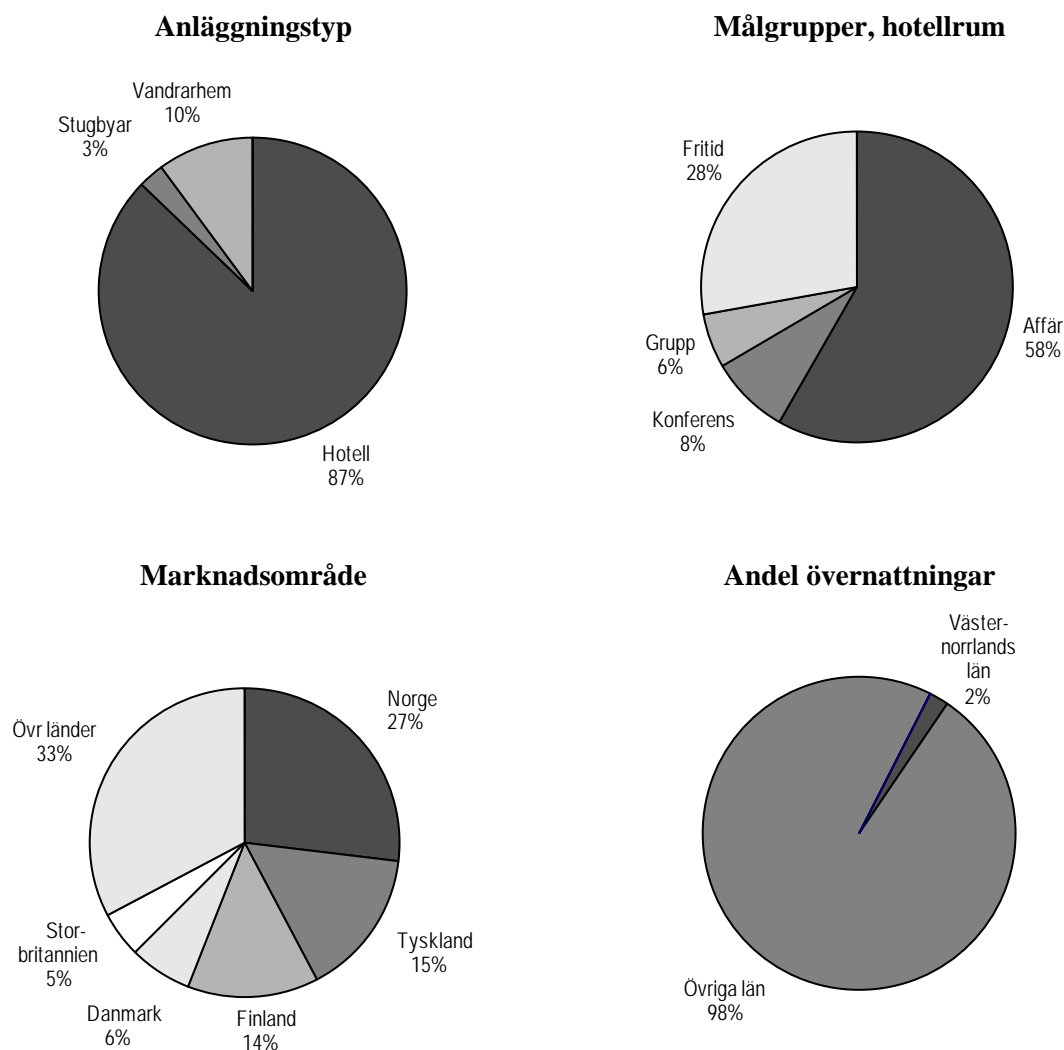 Anläggningstyp
Vandrarhem
10%
Stugbyar
3%
Hotell
87%
Målgrupper, hotellrum
Fritid
28%
Affär
58%
Grupp
6%
Konferens
8%
Marknadsområde
Norge
27%
Övr länder
33%
Tyskland
15%
Stor-
britannien
5%
Danmark
6%
Finland
14%
Andel övernattningar
Väster-
norrlands
län
2%
Övriga län
98%